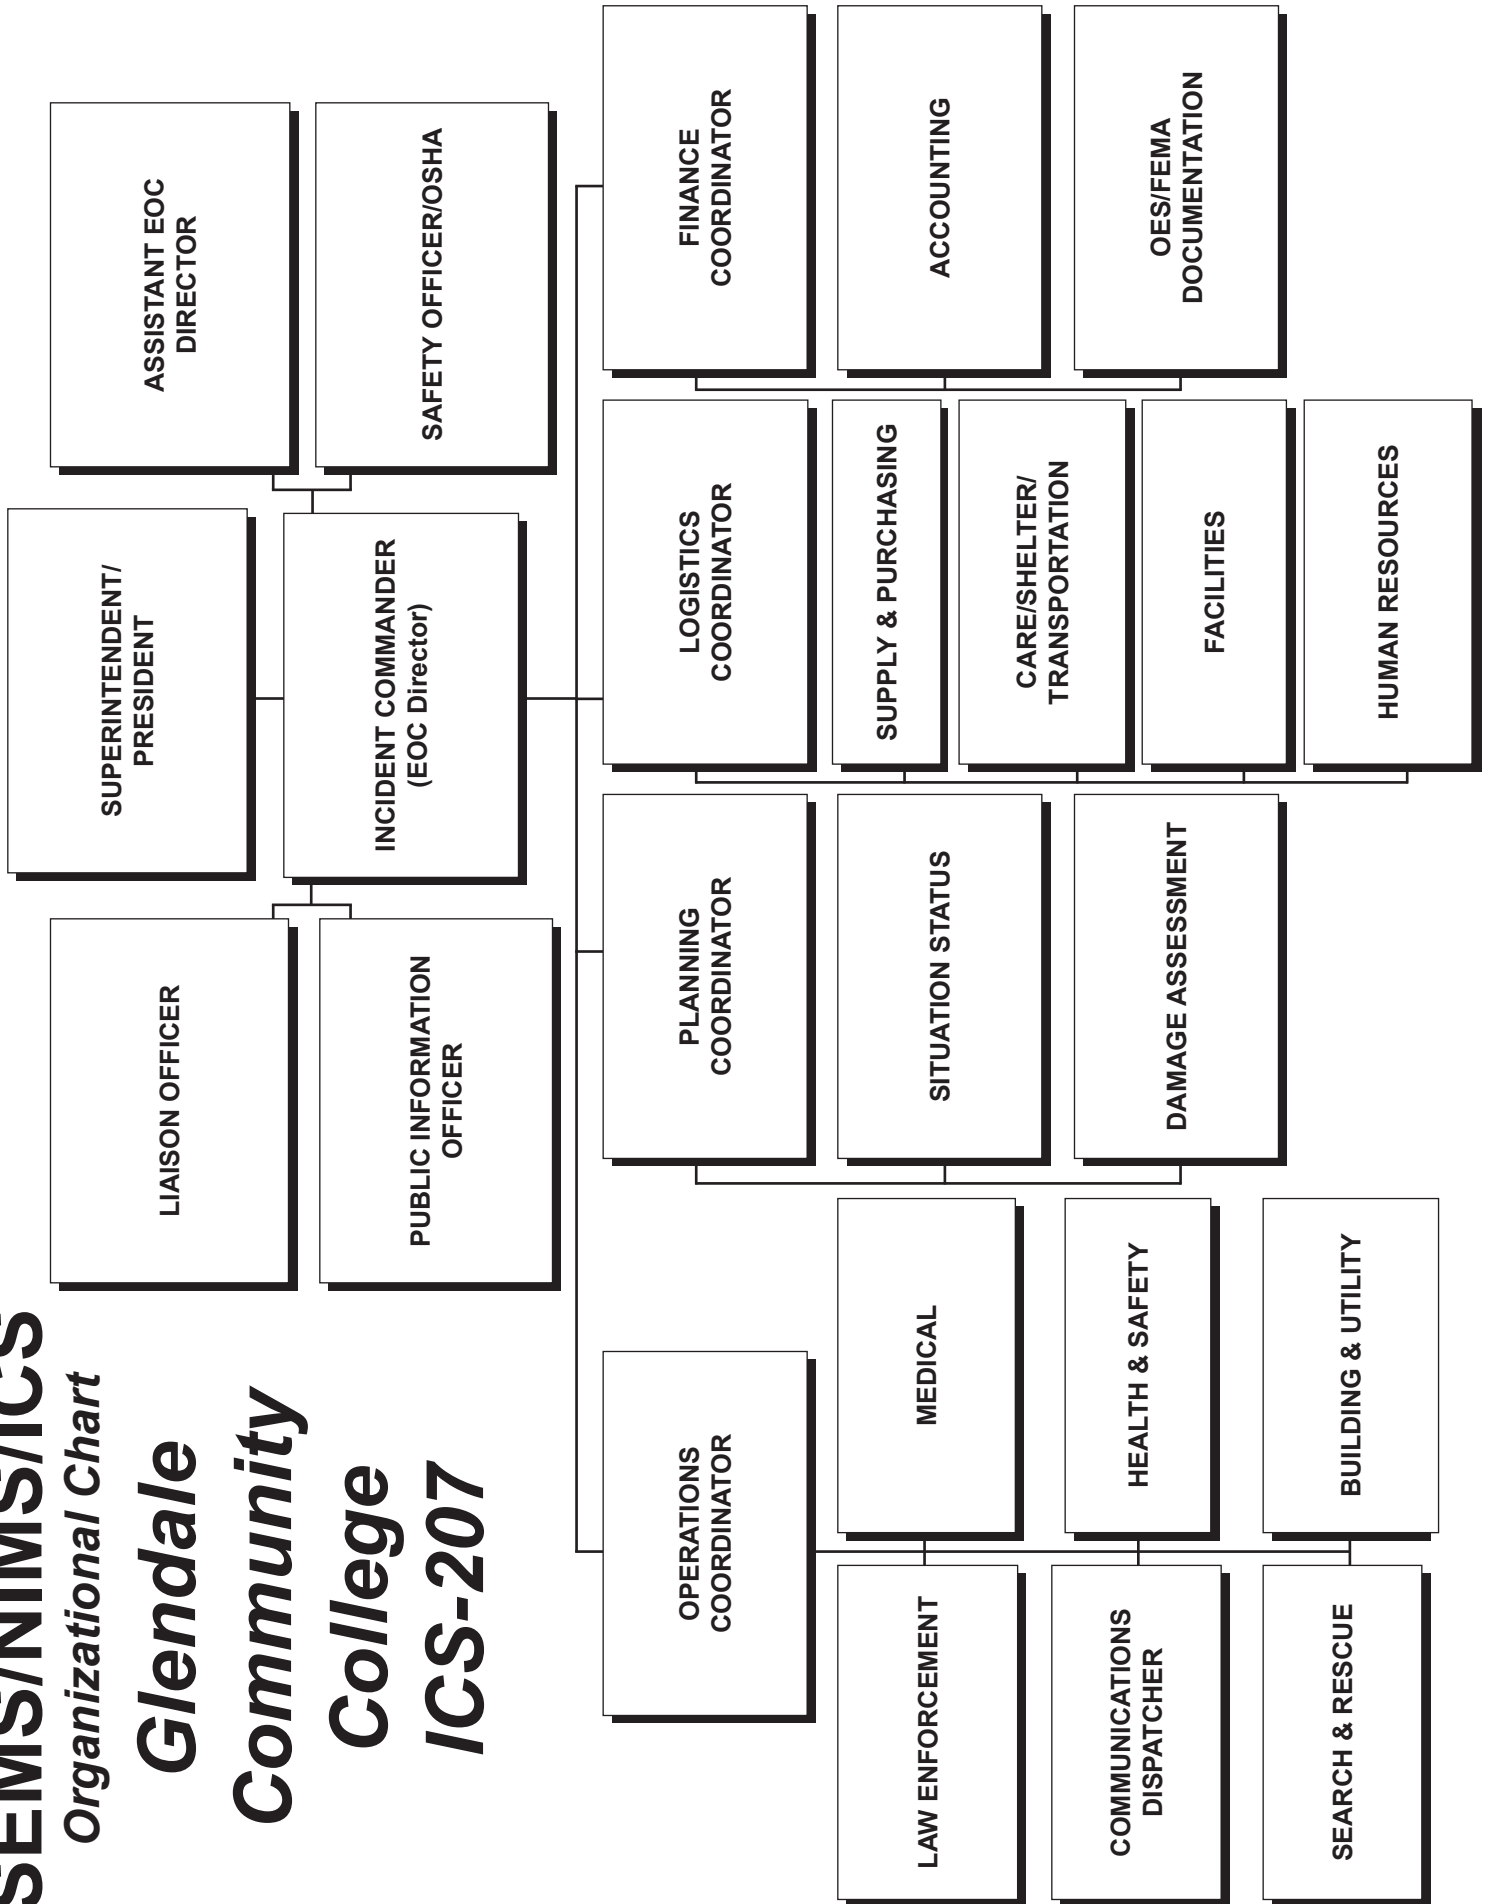 SEMS/NIMS/ICS
Organizational Chart
Glendale
Community
College
ICS-207
SUPERINTENDENT/
PRESIDENT
LIAISON OFFICER
ASSISTANT EOC
DIRECTOR
INCIDENT COMMANDER
(EOC Director)
PUBLIC INFORMATION
OFFICER
SAFETY OFFICER/OSHA
OPERATIONS
COORDINATOR
PLANNING
COORDINATOR
LOGISTICS
COORDINATOR
FINANCE
COORDINATOR
LAW ENFORCEMENT
MEDICAL
COMMUNICATIONS
DISPATCHER
HEALTH & SAFETY
SEARCH & RESCUE
BUILDING & UTILITY
SITUATION STATUS
DAMAGE ASSESSMENT
SUPPLY & PURCHASING
CARE/SHELTER/
TRANSPORTATION
FACILITIES
HUMAN RESOURCES
ACCOUNTING
OES/FEMA
DOCUMENTATION